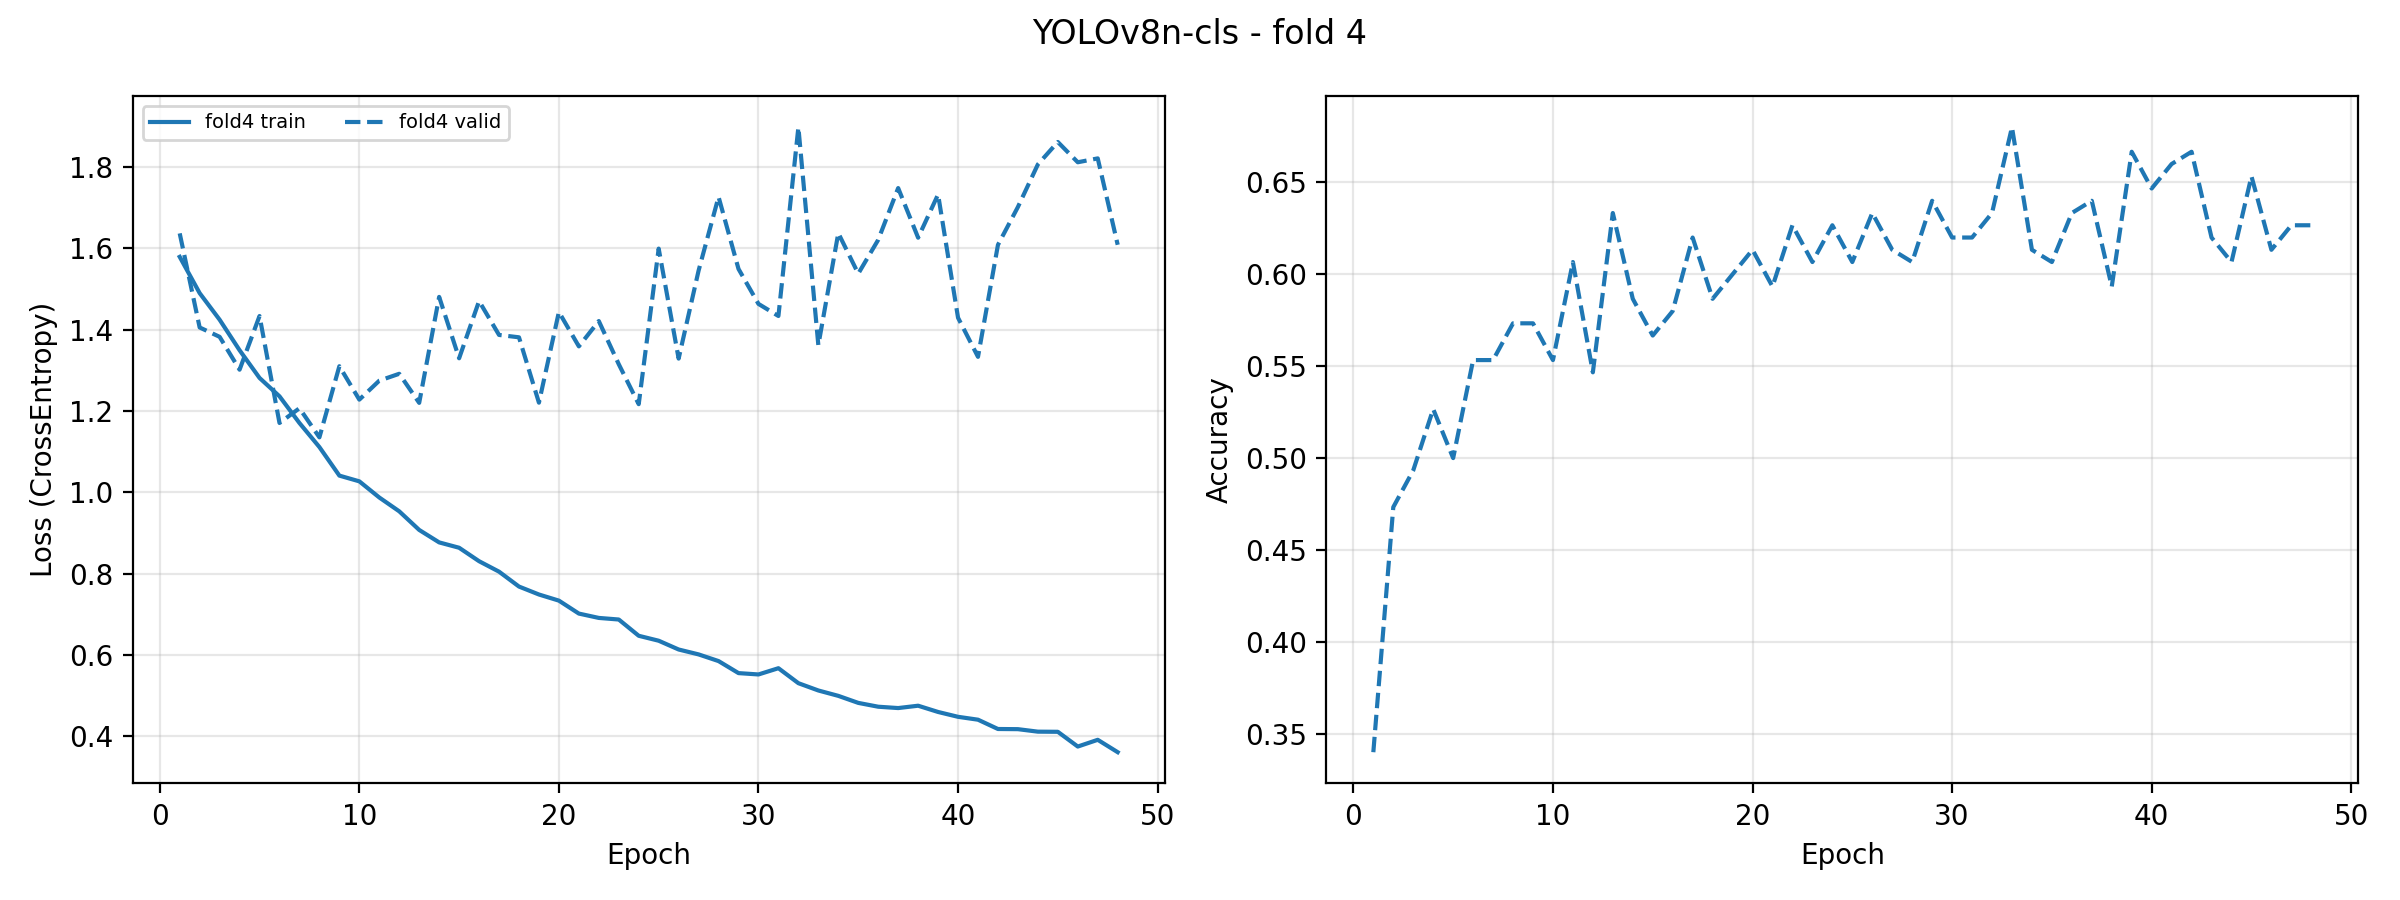 YOLOv8n-cls - fold 4
fold4 train fold4 valid
Loss (CrossEntropy)
1.8
1.6
1.4
1.2
1.0
0.8
0.6
0.4
0 10 20 30 40 50
Epoch
Accuracy
0.65
0.60
0.55
0.50
0.45
0.40
0.35
0 10 20 30 40 50
Epoch